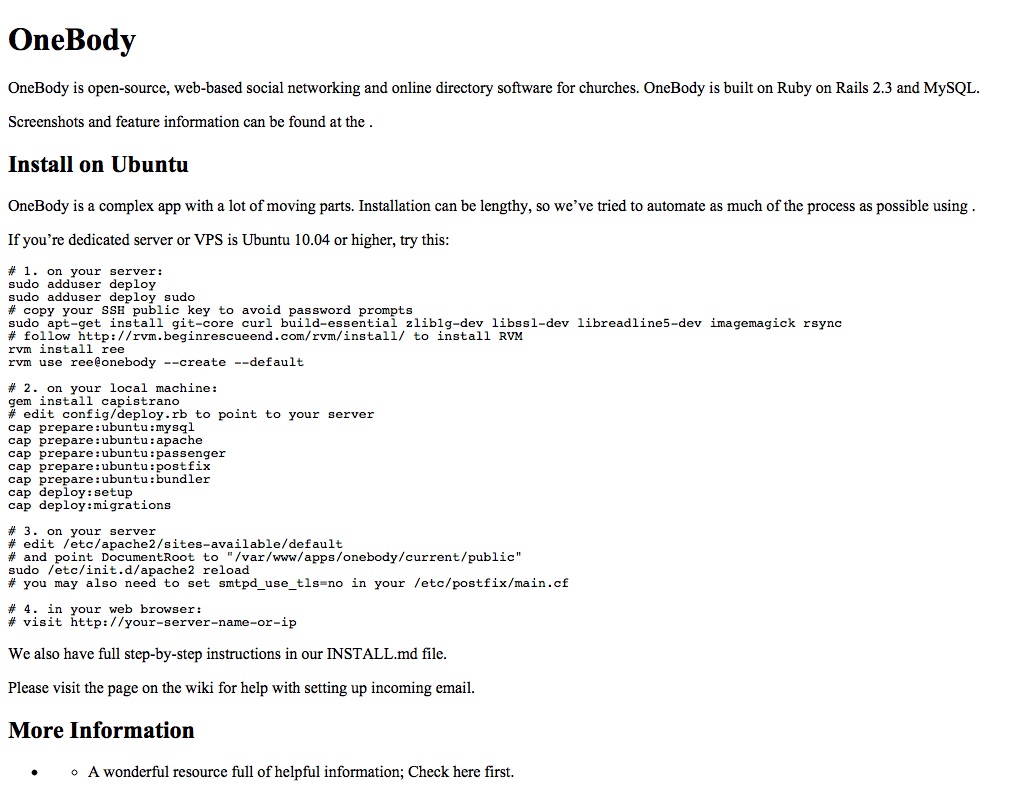 OneBody
OneBody is open-source, web-based social networking and online directory software for churches. OneBody is built on Ruby on Rails 2.3 and MySQL.
Screenshots and feature information can be found at the .
Install on Ubuntu
OneBody is a complex app with a lot of moving parts. Installation can be lengthy, so we’ve tried to automate as much of the process as possible using .
If you’re dedicated server or VPS is Ubuntu 10.04 or higher, try this:
# 1. on your server:
sudo adduser deploy
sudo adduser deploy sudo
# copy your SSH public key to avoid password prompts
sudo apt-get install git-core curl build-essential zlib1g-dev libssl-dev libreadline5-dev imagemagick rsync
# follow http://rvm.beginrescueend.com/rvm/install/ to install RVM
rvm install ree
rvm use ree@onebody --create --default
# 2. on your local machine:
gem install capistrano
# edit config/deploy.rb to point to your server
cap prepare:ubuntu:mysql
cap prepare:ubuntu:apache
cap prepare:ubuntu:passenger
cap prepare:ubuntu:postfix
cap prepare:ubuntu:bundler
cap deploy:setup
cap deploy:migrations
# 3. on your server
# edit /etc/apache2/sites-available/default
# and point DocumentRoot to "/var/www/apps/onebody/current/public"
sudo /etc/init.d/apache2 reload
# you may also need to set smtpd_use_tls=no in your /etc/postfix/main.cf
# 4. in your web browser:
# visit http://your-server-name-or-ip
We also have full step-by-step instructions in our INSTALL.md file.
Please visit the page on the wiki for help with setting up incoming email.
More Information
• ◦ A wonderful resource full of helpful information; Check here first.